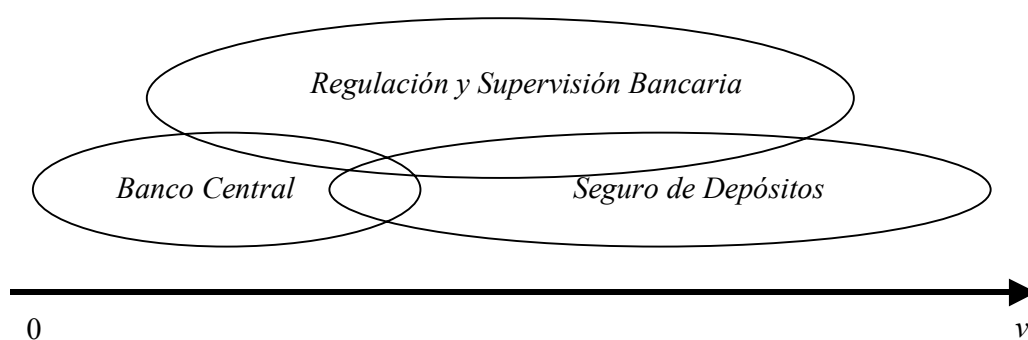 Regulación y Supervisión Bancaria
Banco Central
Seguro de Depósitos
0
v